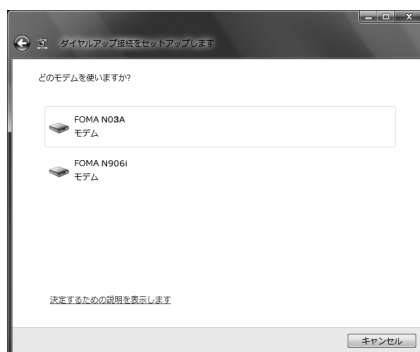 ダイヤルアップ接続をセットアップします
どのモデムを使いますか?
FOMA N03A
モデム
FOMA N906i
モデム
決定するための説明を表示します
キャンセル